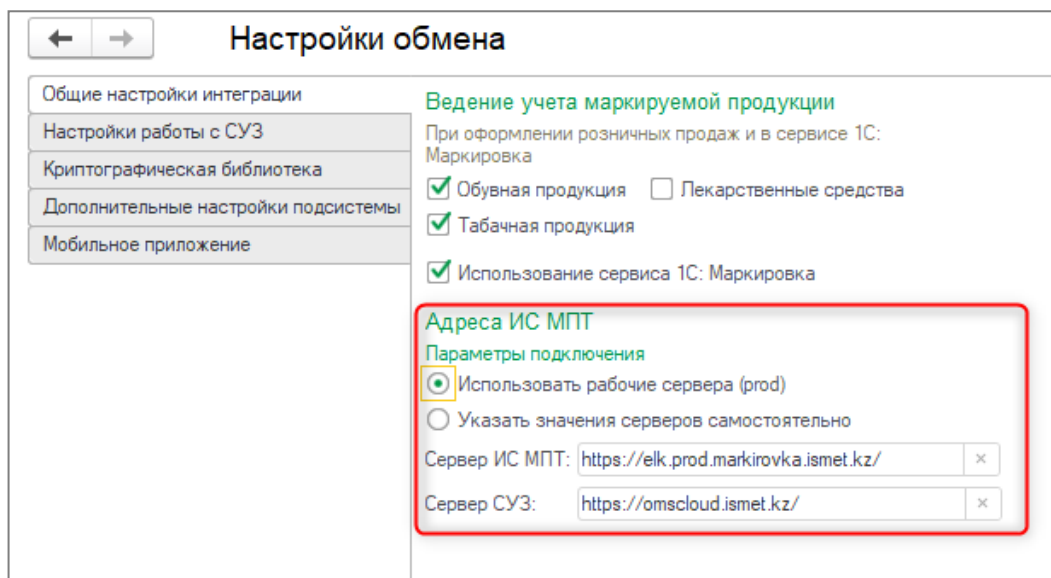 Настройки обмена
Общие настройки интеграции
Настройки работы с СУЗ
Криптографическая библиотека
Дополнительные настройки подсистемы
Мобильное приложение
Ведение учета маркируемой продукции
При оформлении розничных продаж и в сервисе 1С:
Маркировка
Обувная продукция Лекарственные средства
Табачная продукция
Использование сервиса 1С: Маркировка
Адреса ИС МПТ
Параметры подключения
Использовать рабочие сервера (prod)
Указать значения серверов самостоятельно
Сервер ИС МПТ: https://elk.prod.markirovka.ismet.kz/
Сервер СУЗ: https://omscloud.ismet.kz/